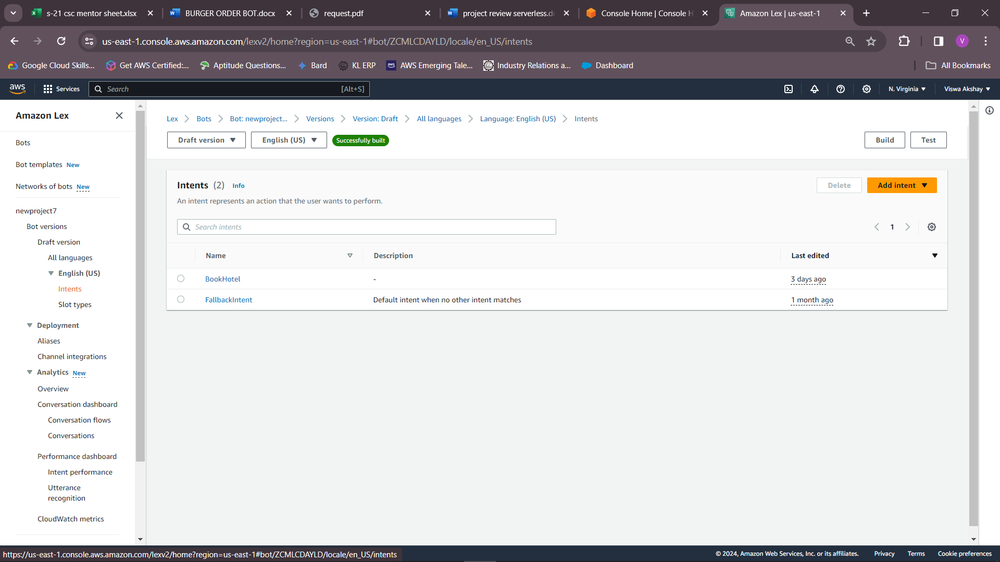 s-21 csc mentor sheet.xlsx
BURGER ORDER BOT.docx
request.pdf
project review serverless.do
Console Home | Console H
Amazon Lex | us-east-1
us-east-1.console.aws.amazon.com/lexv2/home?region=us-east-1#bot/ZCMLCDAYLD/locale/en_US/intents
V
Google Cloud Skills...
Get AWS Certified:...
Aptitude Questions...
Bard
KL ERP
AWS Emerging Tale...
Industry Relations a...
Dashboard
All Bookmarks
aws
Services
Search
[Alt+S]
N. Virginia
Viswa Akshay
Amazon Lex
Bots
Bot templates New
Networks of bots New
newproject7
Bot versions
Draft version
All languages
English (US)
Intents
Slot types
Deployment
Aliases
Channel integrations
Analytics New
Overview
Conversation dashboard
Conversation flows
Conversations
Performance dashboard
Intent performance
Utterance
recognition
CloudWatch metrics
Lex
Bots
Bot: newproject...
Versions
Version: Draft
All languages
Language: English (US)
Intents
Draft version
English (US)
Successfully built
Build
Test
Intents (2) Info
Delete
Add intent
An intent represents an action that the user wants to perform.
Search intents
1
Name
Description
Last edited
BookHotel
-
3 days ago
FallbackIntent
Default intent when no other intent matches
1 month ago
https://us-east-1.console.aws.amazon.com/lexv2/home?region=us-east-1#bot/ZCMLCDAYLD/locale/en_US/intents
© 2024, Amazon Web Services, Inc. or its affiliates.
Privacy
Terms
Cookie preferences